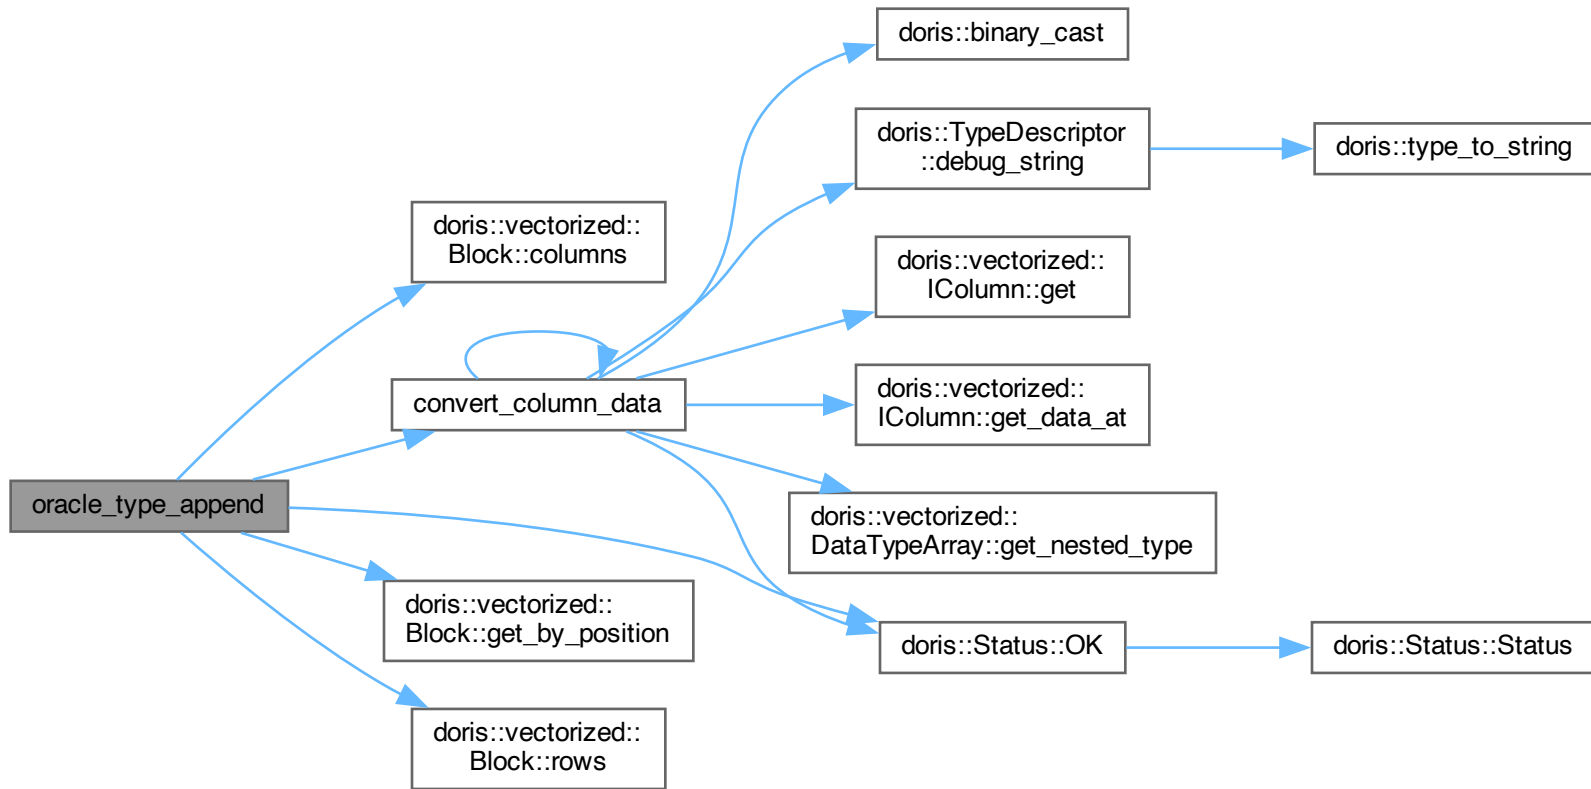 oracle_type_append
doris::vectorized::
Block::columns
convert_column_data
doris::vectorized::
Block::get_by_position
doris::vectorized::
Block::rows
doris::binary_cast
doris::TypeDescriptor
::debug_string
doris::vectorized::
IColumn::get
doris::vectorized::
IColumn::get_data_at
doris::vectorized::
DataTypeArray::get_nested_type
doris::Status::OK
doris::type_to_string
doris::Status::Status